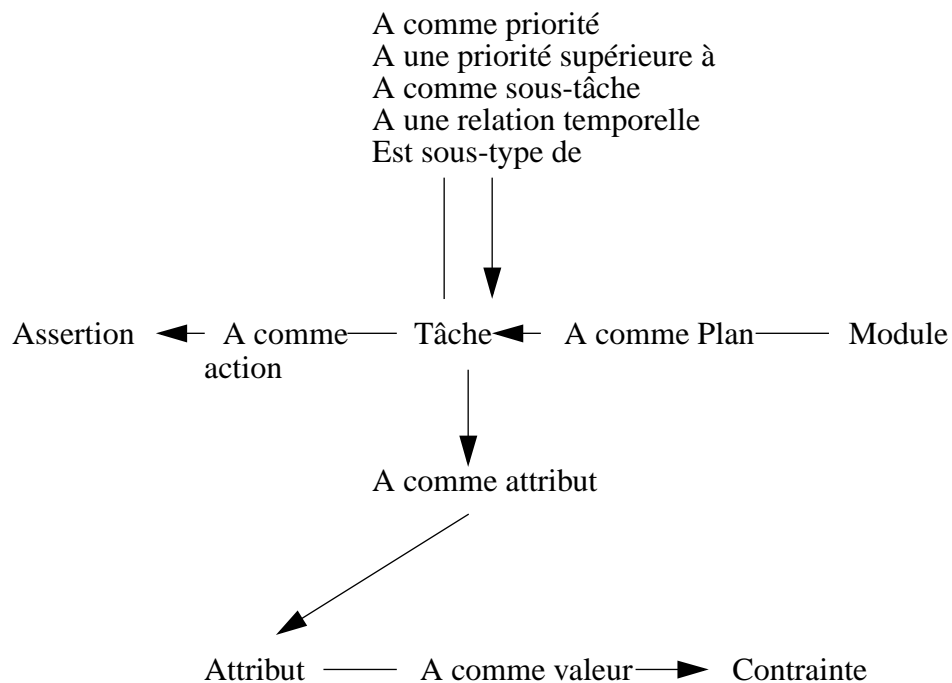 A comme priorité
A une priorité supérieure à
A comme sous-tâche
A une relation temporelle
Est sous-type de
Assertion A comme Tâche A comme Plan Module
action
A comme attribut
Attribut A comme valeur Contrainte